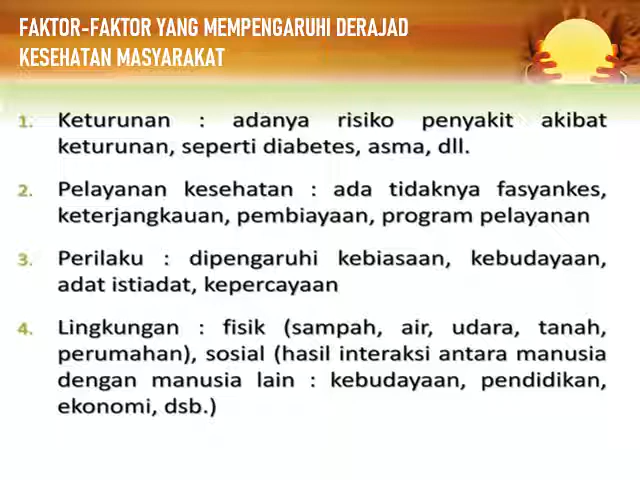 FAKTOR-FAKTOR YANG MEMPENGARUHI DERAJAD
KESEHATAN MASYARAKAT
1. Keturunan : adanya risiko penyakit akibat
keturunan, seperti diabetes, asma, dll.
2. Pelayanan kesehatan : ada tidaknya fasyankes,
keterjangkauan, pembiayaan, program pelayanan
3. Perilaku : dipengaruhi kebiasaan, kebudayaan,
adat istiadat, kepercayaan
4. Lingkungan : fisik (sampah, air, udara, tanah,
perumahan), sosial (hasil interaksi antara manusia
dengan manusia lain : kebudayaan, pendidikan,
ekonomi, dsb.)